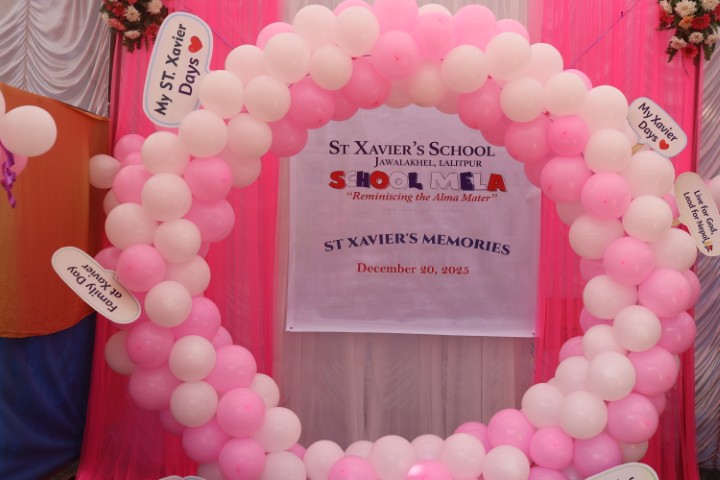 My ST. Xavier
Days
ST XAVIER'S SCHOOL
JAWALAKHEL, LALITPUR
SCHOOL MELA
"Reminiscing the Alma Mater"
ST XAVIER'S MEMORIES
December 20, 2025
My Xavier
Days
Live for God,
Lead for Nepal
Family Day
at Xavier